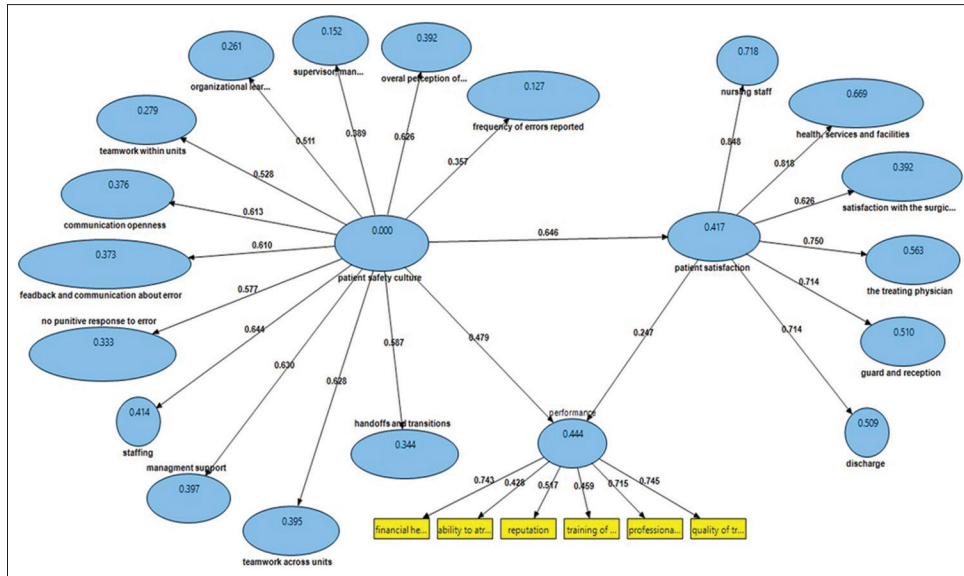 0.261
organizational lear...
0.152
supervisor/man...
0.392
overal perception of...
0.127
frequency of errors reported
0.718
nursing staff
0.669
health, services and facilities
0.279
teamwork within units
0.511
0.389
0.626
0.357
0.848
0.818
0.392
satisfaction with the surgic...
0.528
0.376
communication openness
0.613
0.626
0.000
patient safety culture
0.646
0.417
patient satisfaction
0.373
feadback and communication about error
0.610
0.750
0.563
the treating physician
0.577
0.714
no punitive response to error
0.333
0.644
0.630
0.628
0.587
0.479
0.247
0.714
0.510
guard and reception
0.414
staffing
handoffs and transitions
0.344
performance
0.444
0.509
discharge
managment support
0.397
0.743
0.428
0.517
0.459
0.715
0.745
0.395
teamwork across units
financial he...
ability to atr...
reputation
training of ...
professiona...
quality of tr...